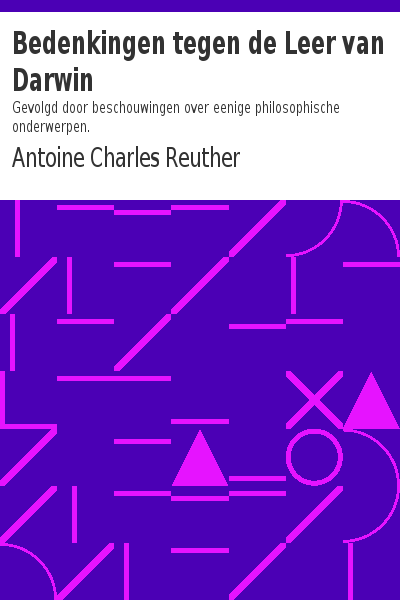 Bedenkingen tegen de Leer van
Darwin
Gevolgd door beschouwingen over eenige philosophische
onderwerpen.
Antoine Charles Reuther